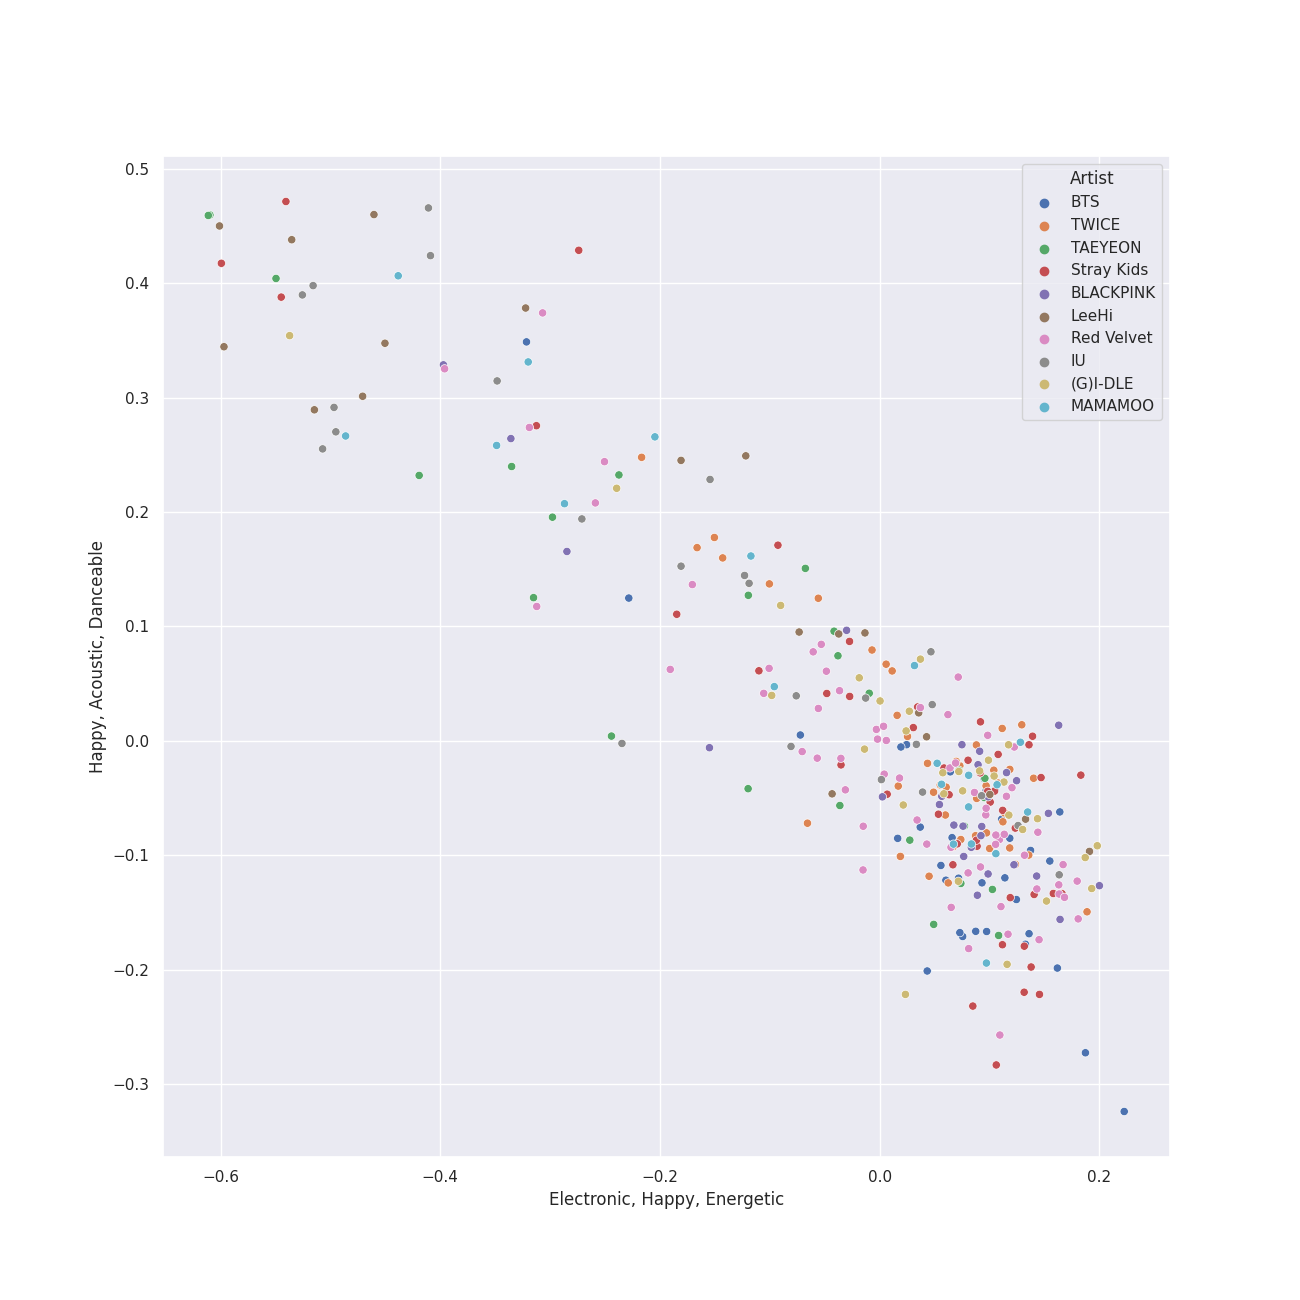 Artist
BTS
TWICE
TAEYEON
Stray Kids
BLACKPINK
LeeHi
Red Velvet
IU
(G)I-DLE
MAMAMOO
0.5
0.4
0.3
0.2
0.1
0.0
−0.1
−0.2
−0.3
Happy, Acoustic, Danceable
−0.6
−0.4
−0.2
0.0
0.2
Electronic, Happy, Energetic